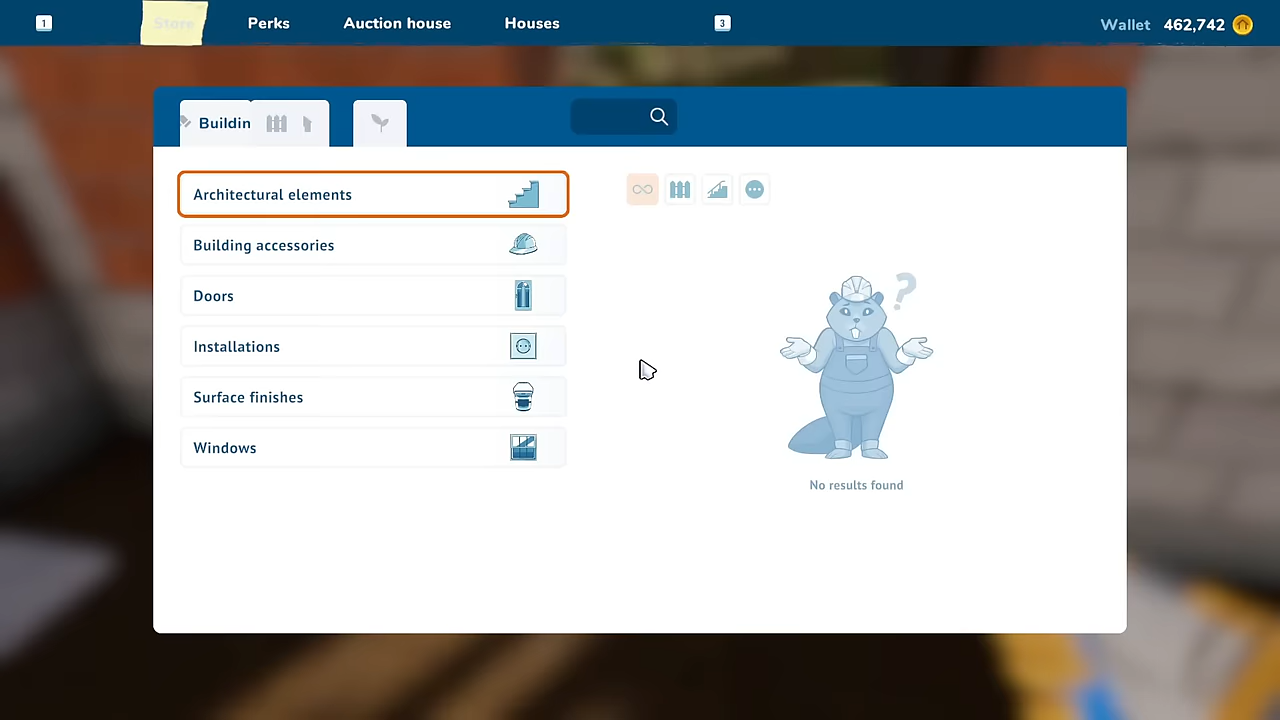 1 Store Perks Auction house Houses 3 Wallet 462,742
Buildin
Architectural elements
Building accessories
Doors
Installations
Surface finishes
Windows
?
No results found